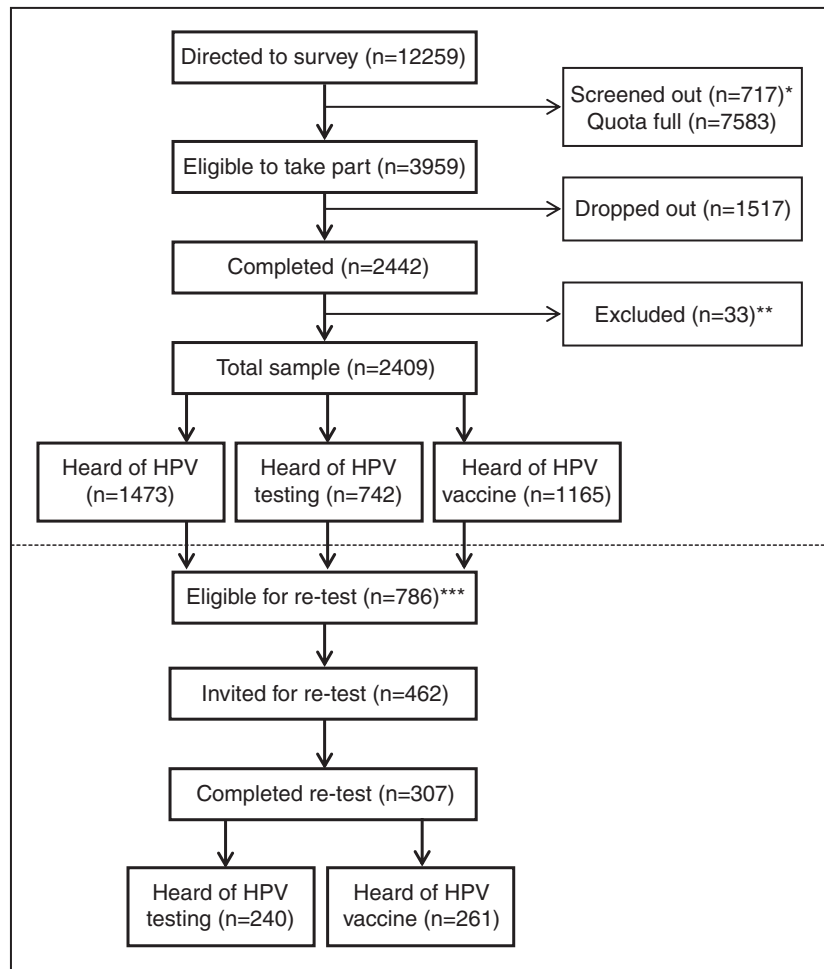 Directed to survey (n=12259)
Screened out (n=717)*
Quota full (n=7583)
Eligible to take part (n=3959)
Dropped out (n=1517)
Completed (n=2442)
Excluded (n=33)**
Total sample (n=2409)
Heard of HPV
(n=1473)
Heard of HPV
testing (n=742)
Heard of HPV
vaccine (n=1165)
Eligible for re-test (n=786)***
Invited for re-test (n=462)
Completed re-test (n=307)
Heard of HPV
testing (n=240)
Heard of HPV
vaccine (n=261)